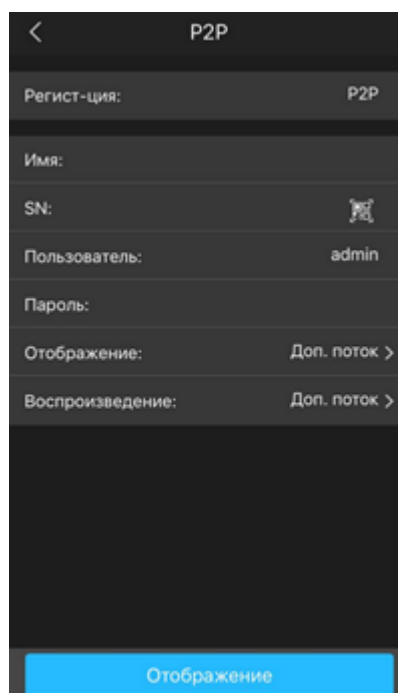 P2P
Регист-ция: P2P
Имя:
SN:
Пользователь: admin
Пароль:
Отображение: Доп. поток
Воспроизведение: Доп. поток
Отображение